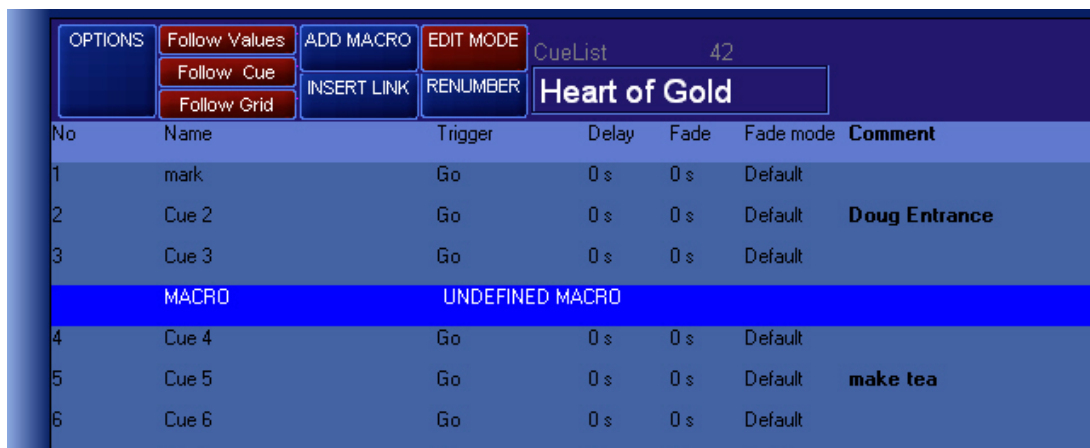 OPTIONS Follow Values ADD MACRO EDIT MODE
CueList 42
Follow Cue
INSERT LINK RENUMBER Heart of Gold
Follow Grid
No Name Trigger Delay Fade Fade mode Comment
1 mark Go 0 s 0 s Default
2 Cue 2 Go 0 s 0 s Default Doug Entrance
3 Cue 3 Go 0 s 0 s Default
MACRO UNDEFINED MACRO
4 Cue 4 Go 0 s 0 s Default
5 Cue 5 Go 0 s 0 s Default make tea
6 Cue 6 Go 0 s 0 s Default